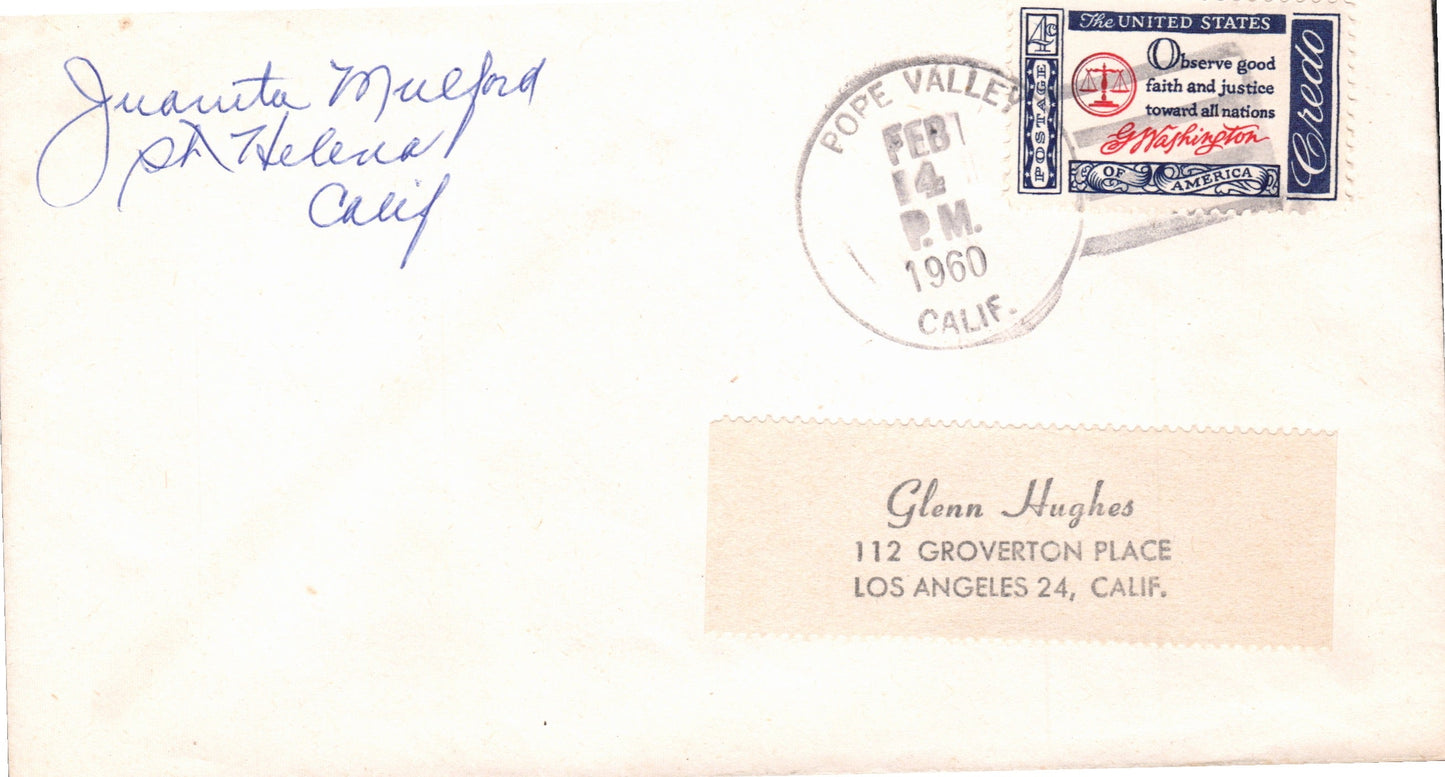 Juanita Mulford
St Helena
Calif
POPE VALLEY
FEB
14
P.M.
1960
CALIF.
4c
POSTAGE
The UNITED STATES
Observe good
faith and justice
toward all nations
G Washington
OF AMERICA
Credo
Glenn Hughes
112 GROVERTON PLACE
LOS ANGELES 24, CALIF.